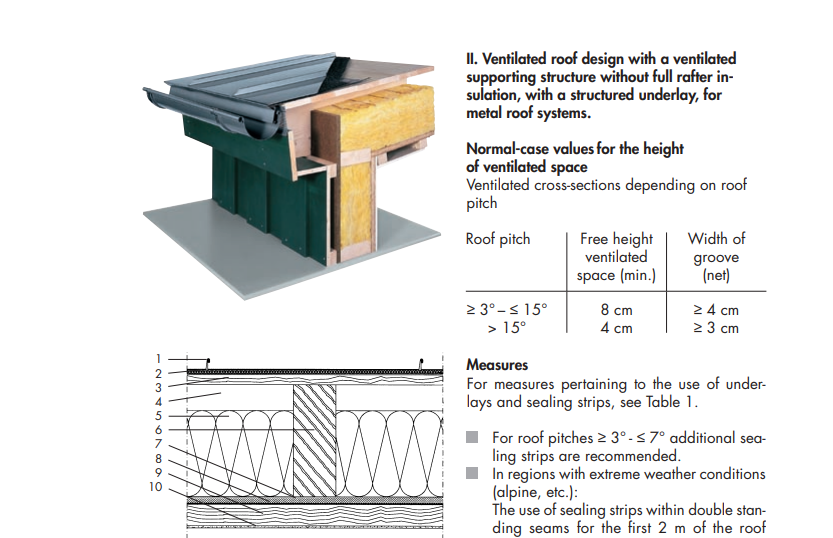 II. Ventilated roof design with a ventilated
supporting structure without full rafter in-
sulation, with a structured underlay, for
metal roof systems.
Normal-case values for the height
of ventilated space
Ventilated cross-sections depending on roof
pitch
Roof pitch Free height Width of
ventilated groove
space (min.) (net)
≥ 3° – ≤ 15° 8 cm ≥ 4 cm
> 15° 4 cm ≥ 3 cm
Measures
For measures pertaining to the use of under-
lays and sealing strips, see Table 1.
For roof pitches ≥ 3° - ≤ 7° additional sea-
ling strips are recommended.
In regions with extreme weather conditions
(alpine, etc.):
The use of sealing strips within double stan-
ding seams for the first 2 m of the roof
1
2
3
4
5
6
7
8
9
10